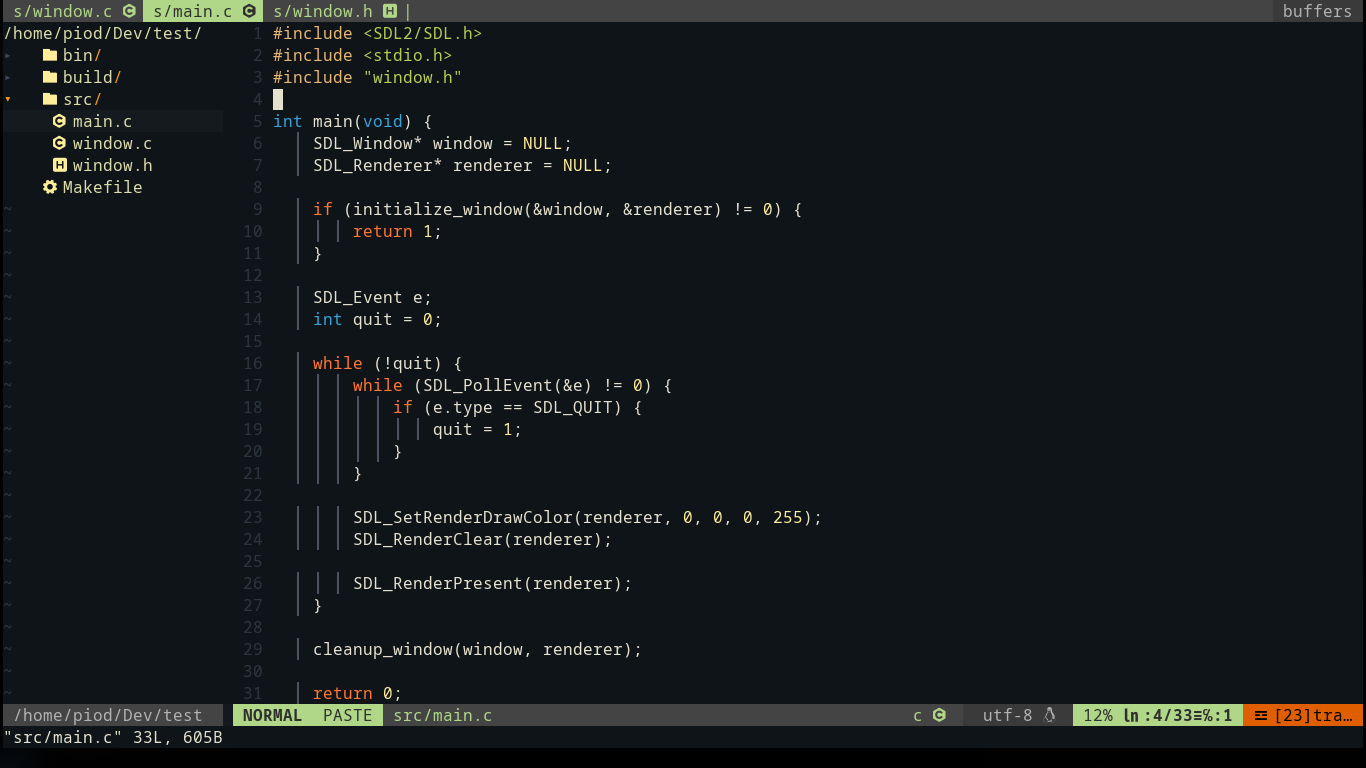 s/window.c s/main.c s/window.h | buffers
/home/piod/Dev/test/
▸ bin/
▸ build/
▾ src/
main.c
window.c
window.h
Makefile
1 #include <SDL2/SDL.h>
2 #include <stdio.h>
3 #include "window.h"
4
5 int main(void) {
6 SDL_Window* window = NULL;
7 SDL_Renderer* renderer = NULL;
8
9 if (initialize_window(&window, &renderer) != 0) {
10 return 1;
11 }
12
13 SDL_Event e;
14 int quit = 0;
15
16 while (!quit) {
17 while (SDL_PollEvent(&e) != 0) {
18 if (e.type == SDL_QUIT) {
19 quit = 1;
20 }
21 }
22
23 SDL_SetRenderDrawColor(renderer, 0, 0, 0, 255);
24 SDL_RenderClear(renderer);
25
26 SDL_RenderPresent(renderer);
27 }
28
29 cleanup_window(window, renderer);
30
31 return 0;
/home/piod/Dev/test NORMAL PASTE src/main.c c utf-8 12% ln :4/33≡℅:1 [23]tra…
"src/main.c" 33L, 605B